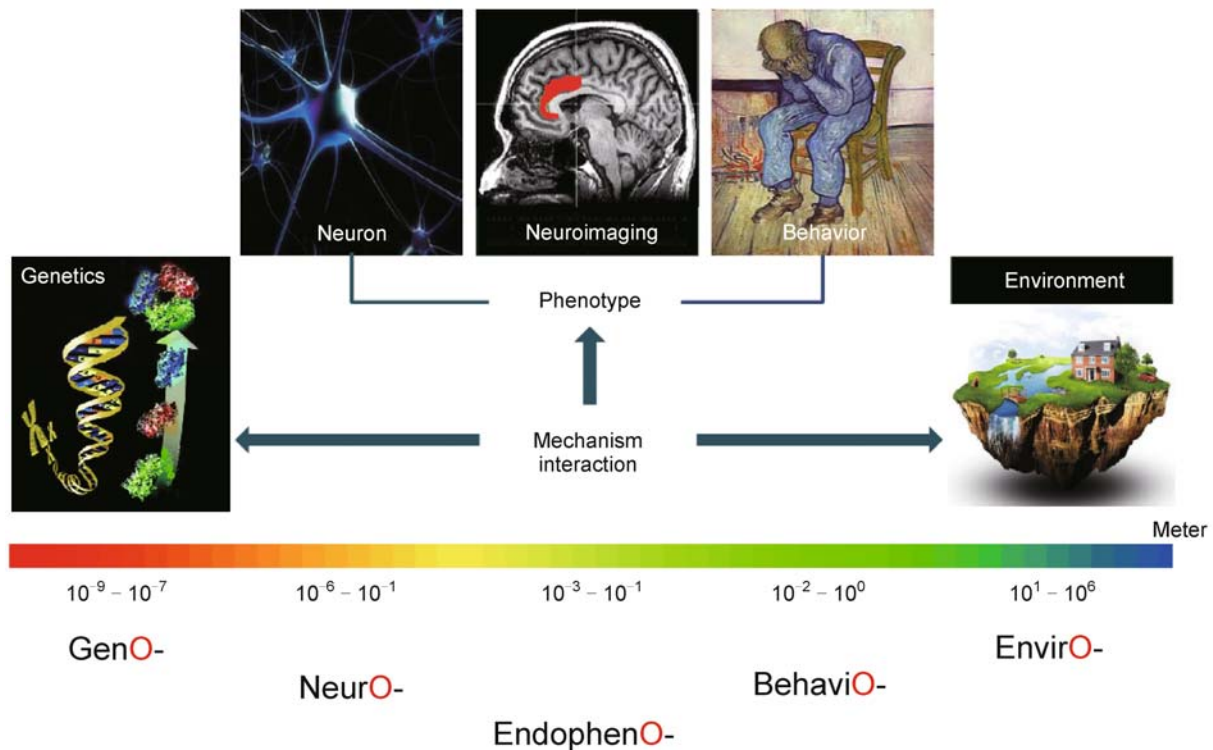 Neuron
Neuroimaging
Behavior
Genetics
Phenotype
Environment
Mechanism
interaction
Meter
10⁻⁹ – 10⁻⁷
10⁻⁶ – 10⁻¹
10⁻³ – 10⁻¹
10⁻² – 10⁰
10¹ – 10⁶
GenO-
NeurO-
EndophenO-
BehaviO-
EnvirO-